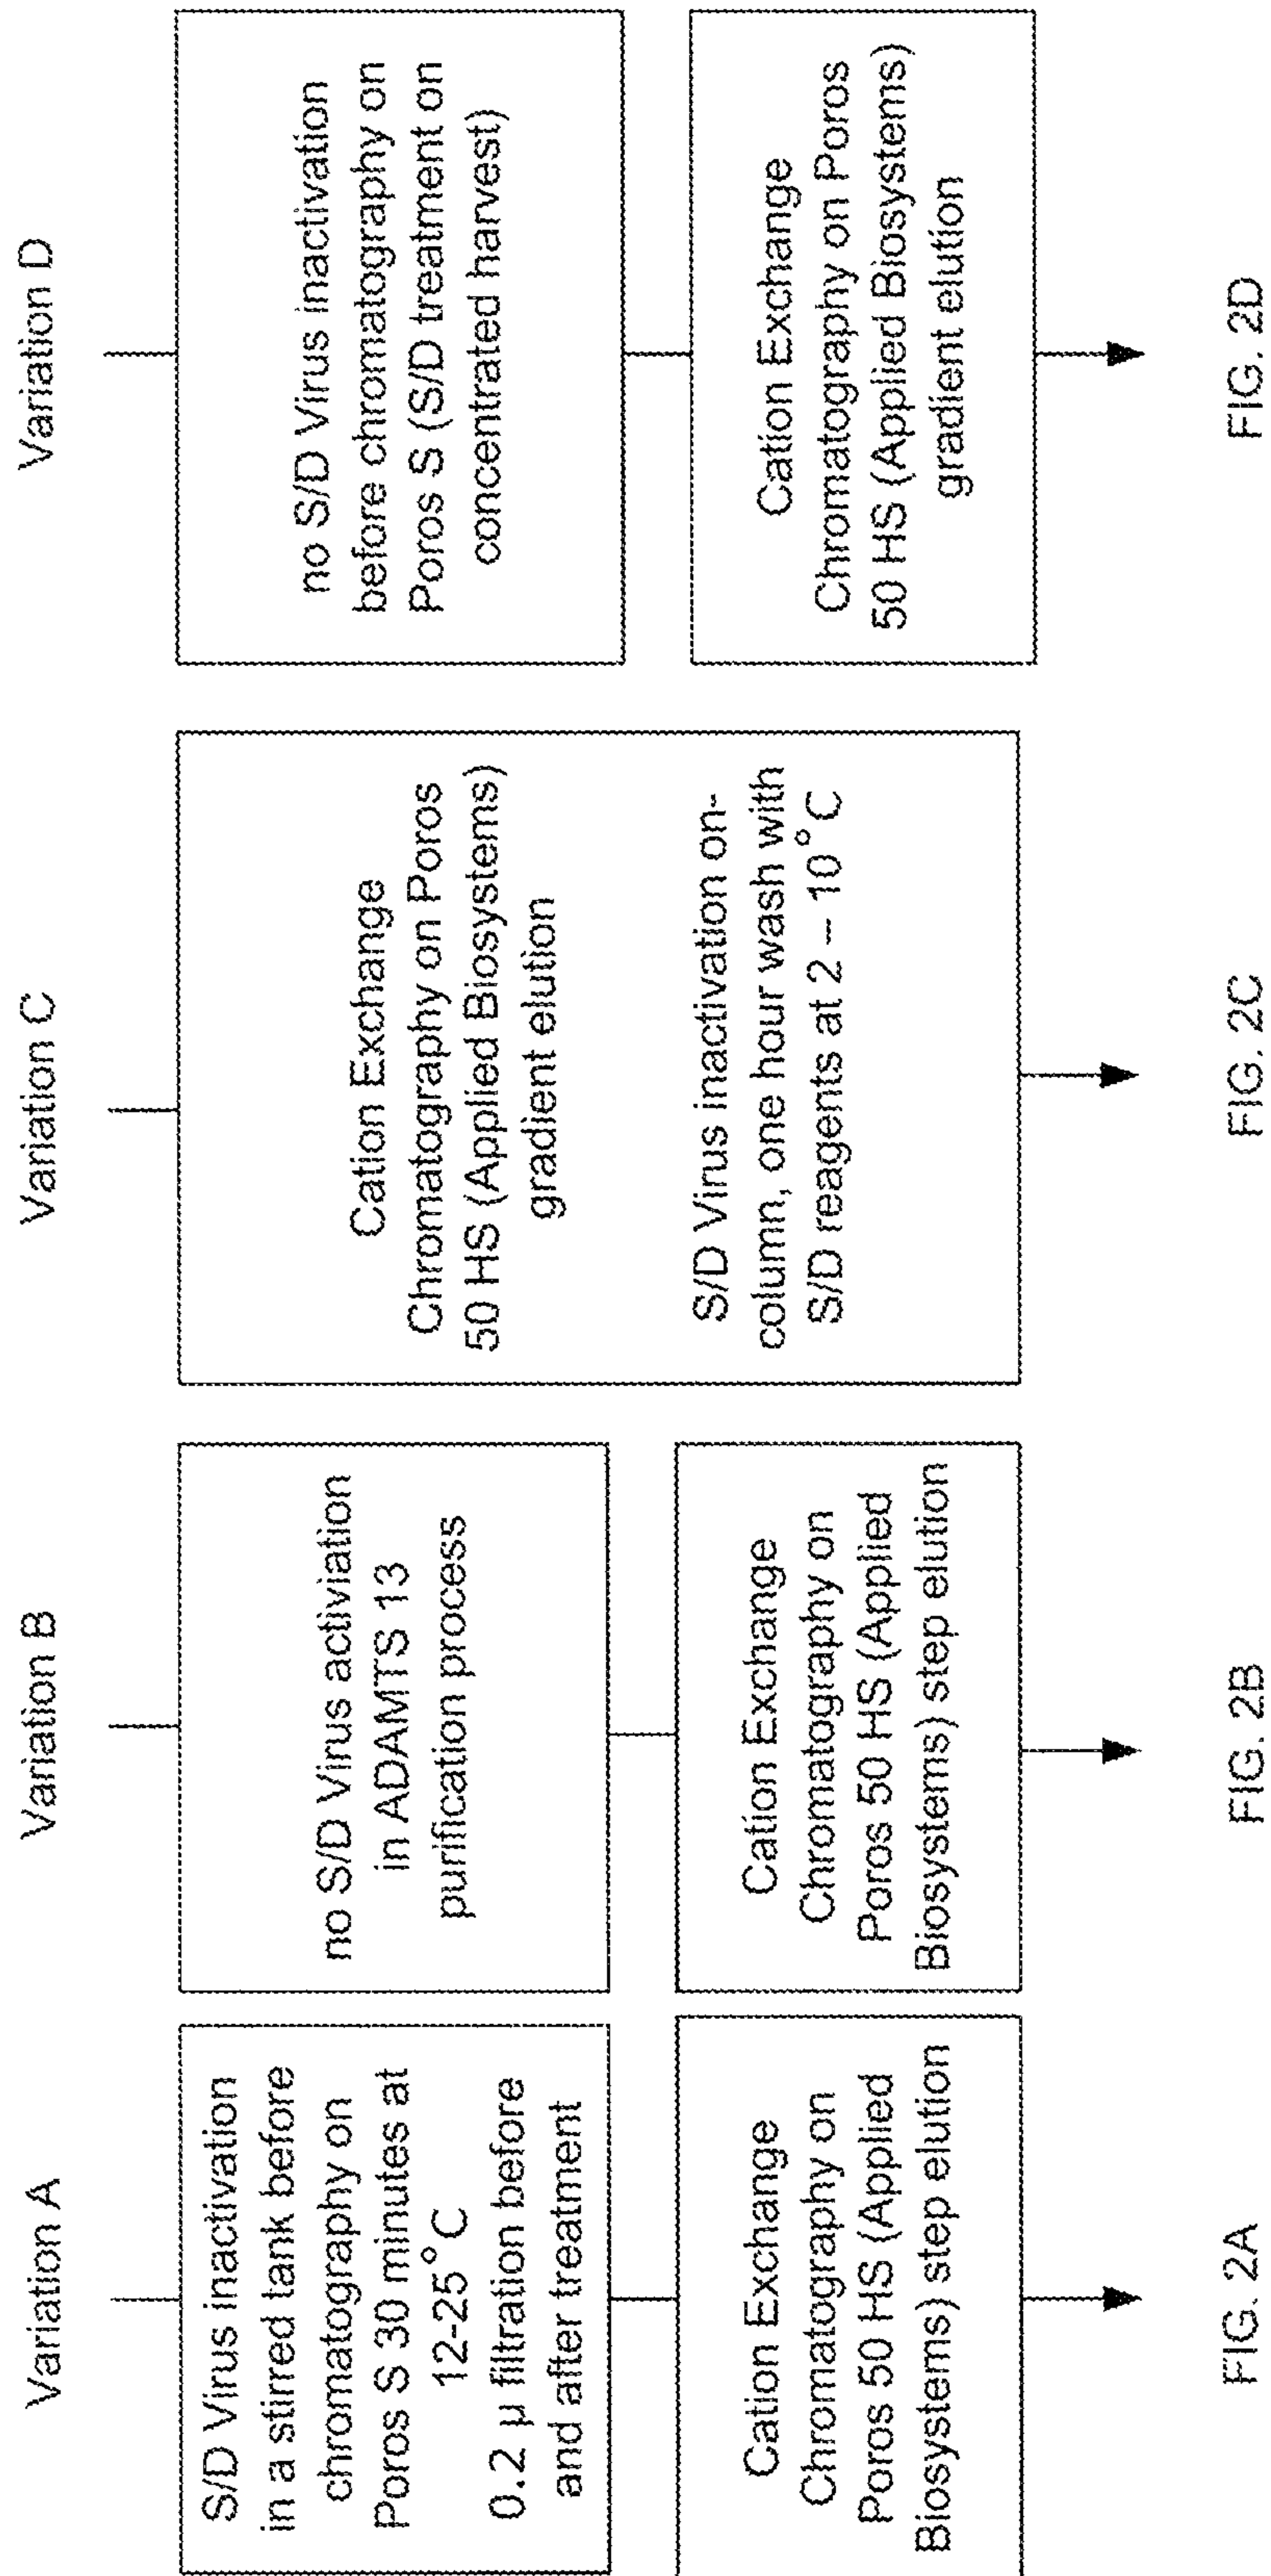 Variation A
S/D Virus inactivation
in a stirred tank before
chromatography on
Poros S 30 minutes at
12-25°C
0.2 µ filtration before
and after treatment
Cation Exchange
Chromatography on
Poros 50 HS (Applied
Biosystems) step elution
FIG. 2A
Variation B
no S/D Virus activiation
in ADAMTS 13
purification process
Cation Exchange
Chromatography on
Poros 50 HS (Applied
Biosystems) step elution
FIG. 2B
Variation C
Cation Exchange
Chromatography on Poros
50 HS (Applied Biosystems)
gradient elution
S/D Virus inactivation on-
column, one hour wash with
S/D reagents at 2 – 10°C
FIG. 2C
Variation D
no S/D Virus inactivation
before chromatography on
Poros S (S/D treatment on
concentrated harvest)
Cation Exchange
Chromatography on Poros
50 HS (Applied Biosystems)
gradient elution
FIG. 2D